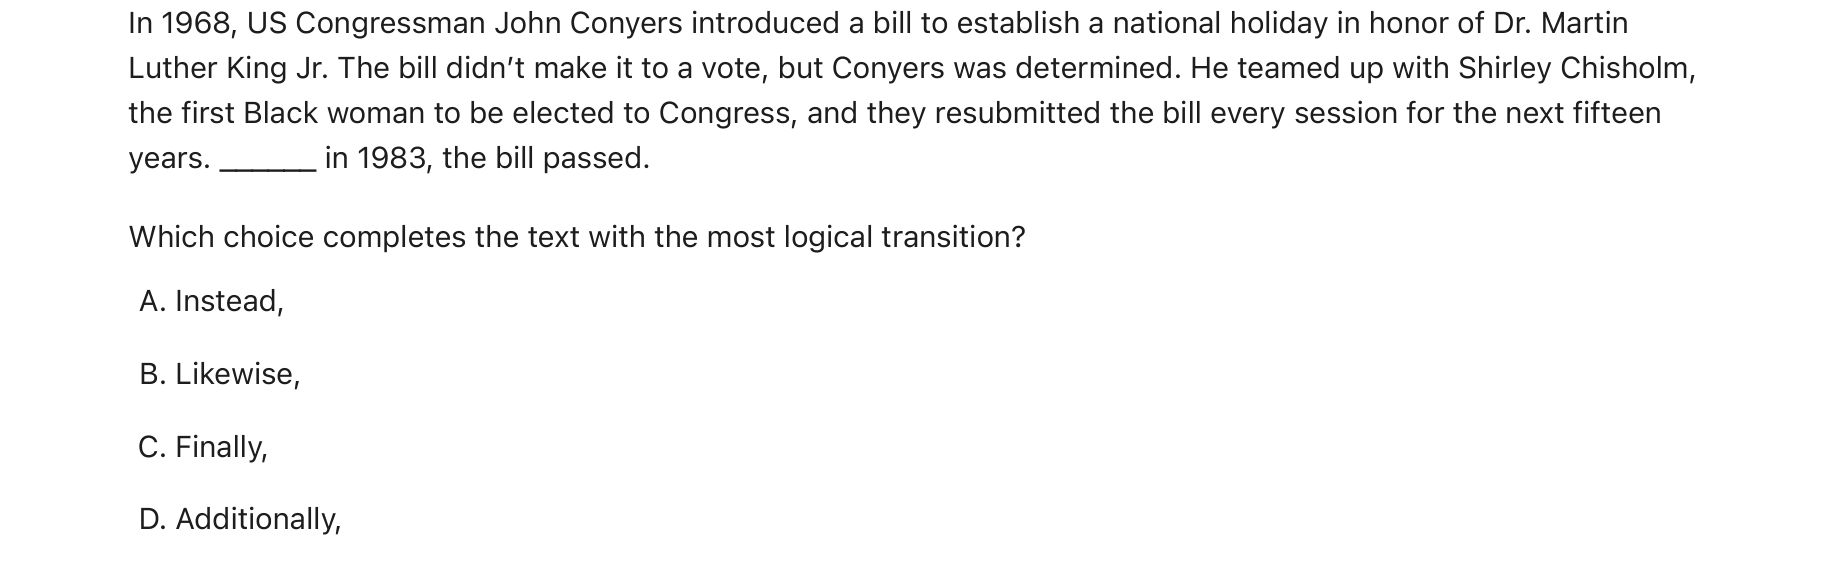 In 1968, US Congressman John Conyers introduced a bill to establish a national holiday in honor of Dr. Martin
Luther King Jr. The bill didn’t make it to a vote, but Conyers was determined. He teamed up with Shirley Chisholm,
the first Black woman to be elected to Congress, and they resubmitted the bill every session for the next fifteen
years. ______ in 1983, the bill passed.
Which choice completes the text with the most logical transition?
A. Instead,
B. Likewise,
C. Finally,
D. Additionally,